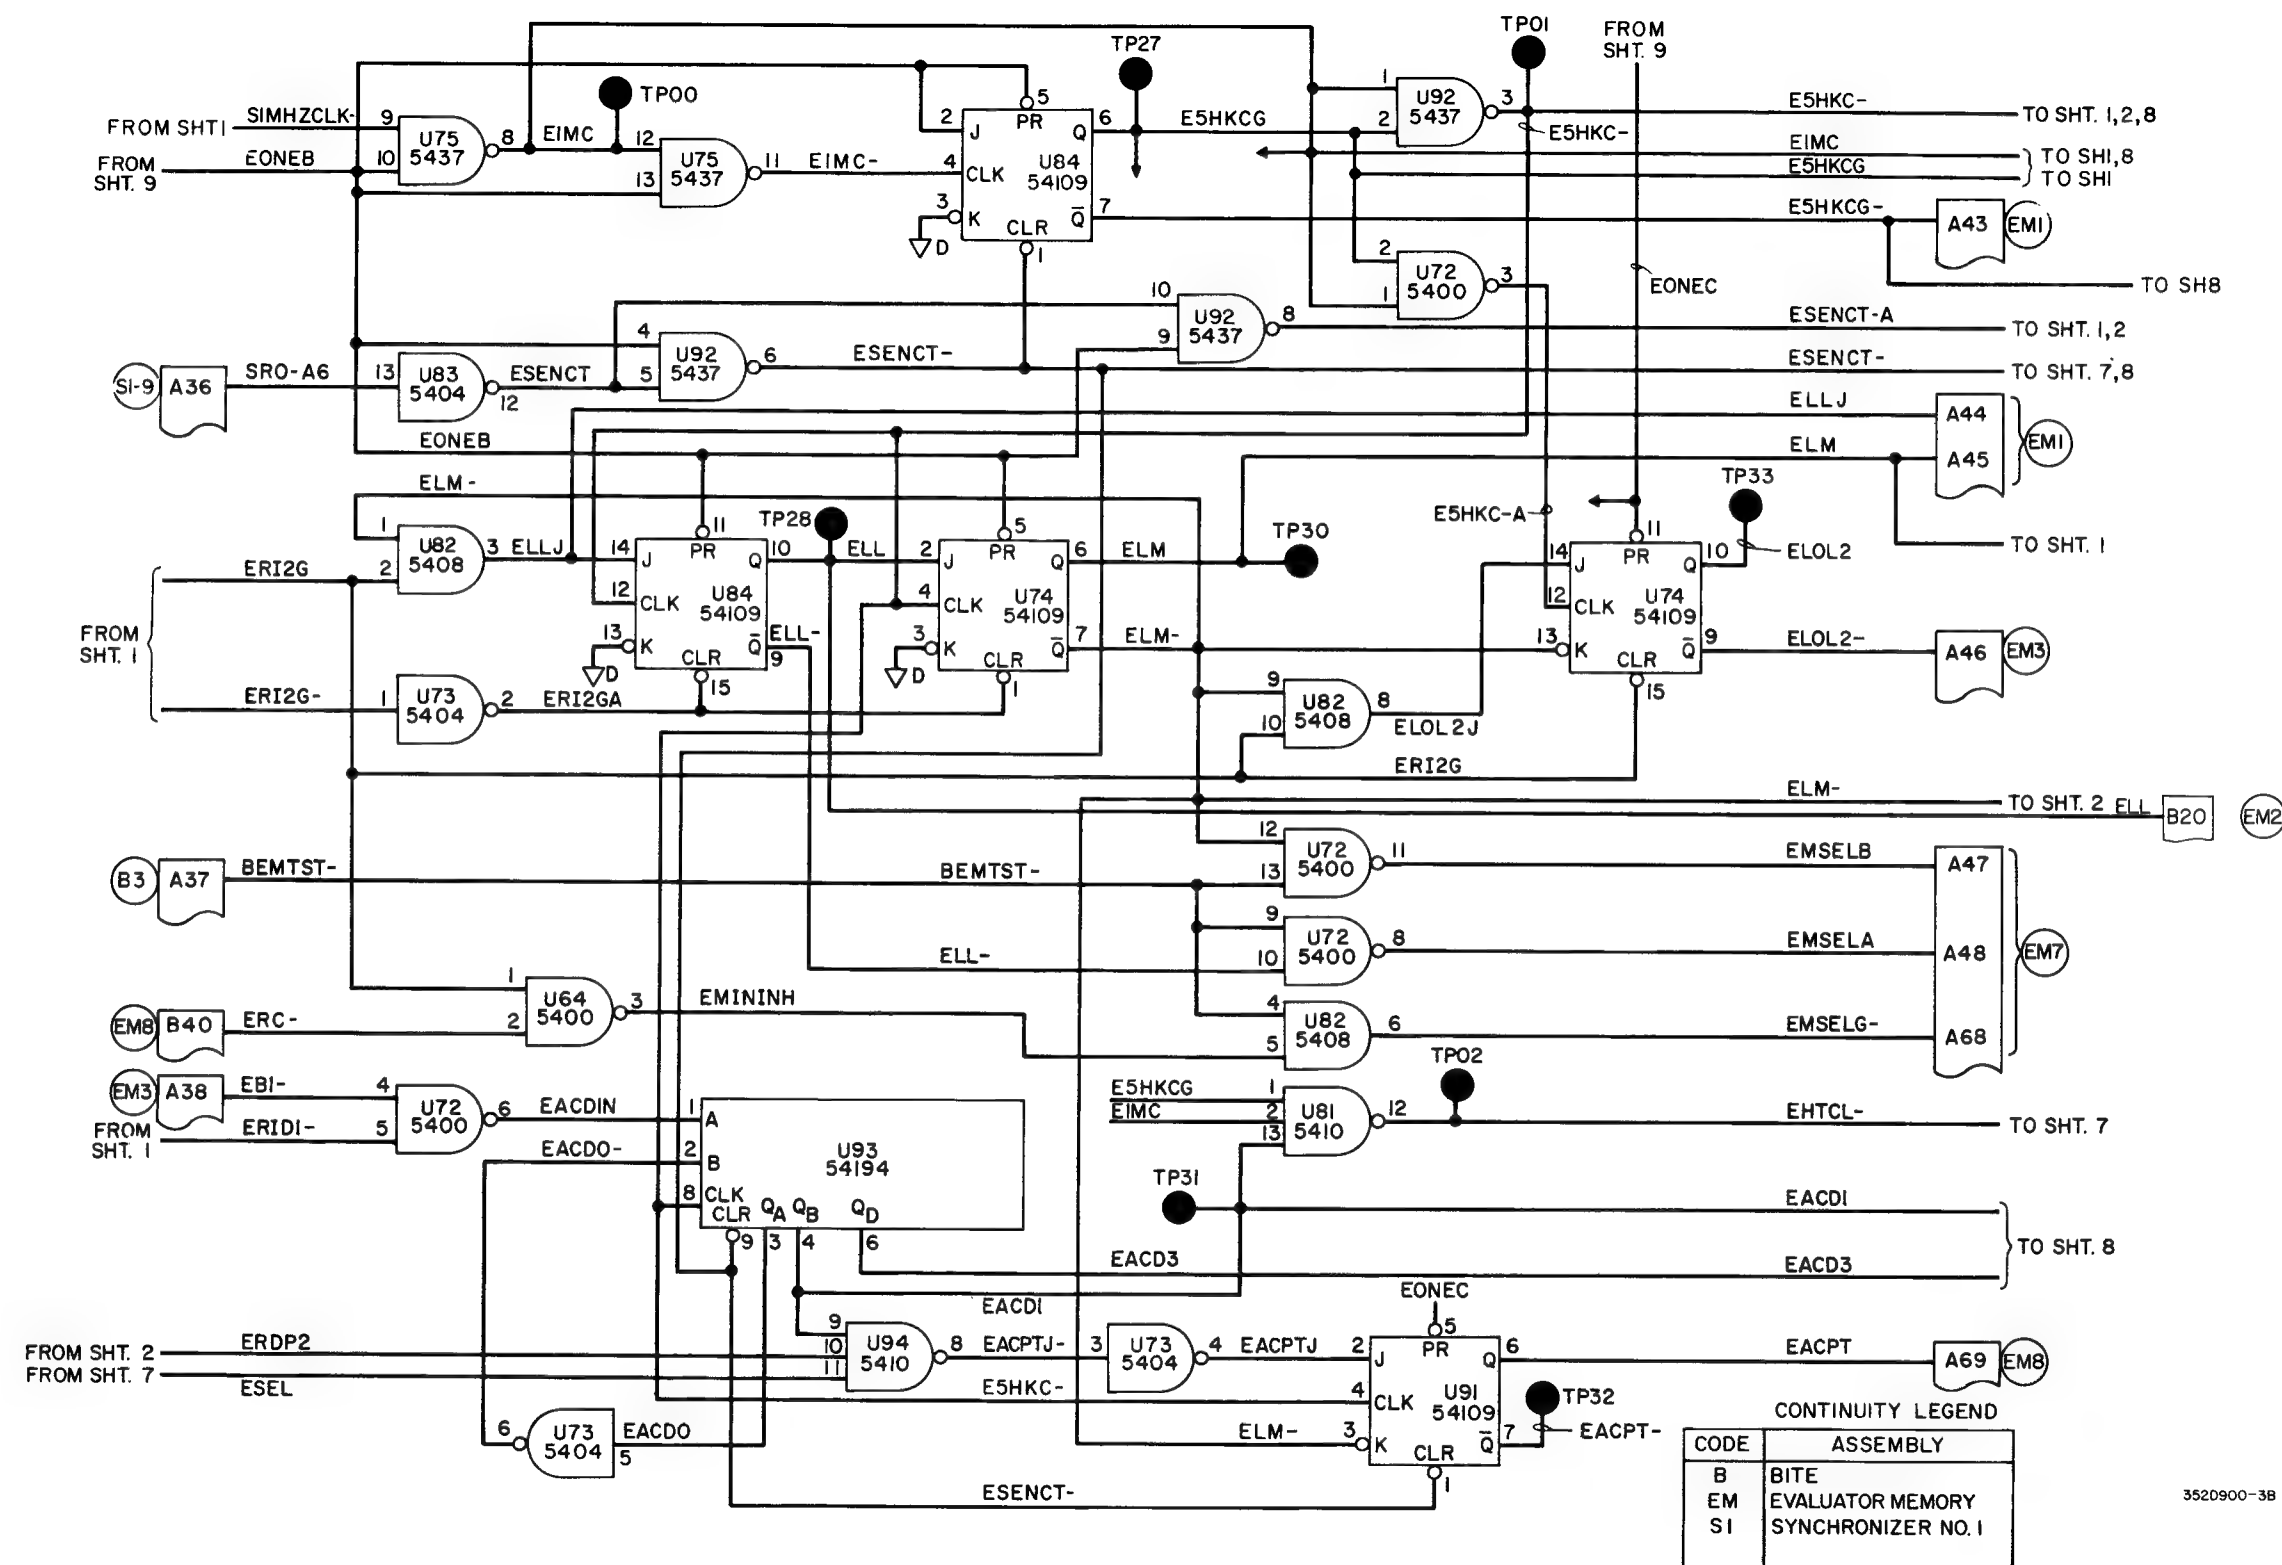 TP01
FROM
SHT. 9
TP27
TP00
FROM SHT1
S1MHZCLK-
9
10
U75
5437
8
E1MC
12
13
U75
5437
11
E1MC-
FROM
SHT. 9
EONEB
5
2
J
PR
Q
6
4
CLK
U84
54109
3
K
CLR
Q
7
1
D
E5HKCG
1
2
U92
5437
3
E5HKC-
E5HKC-
TO SHT. 1,2,8
E1MC
TO SH1,8
E5HKCG
TO SH1
E5HKCG-
A43
EM1
TO SH8
2
1
U72
5400
3
EONEC
10
9
U92
5437
8
ESENCT-A
TO SHT. 1,2
S1-9
A36
SRO-A6
13
U83
5404
12
ESENCT
4
5
U92
5437
6
ESENCT-
ESENCT-
TO SHT. 7,8
ELLJ
A44
EM1
ELM
A45
TO SHT. 1
EONEB
ELM-
TP28
TP30
TP33
E5HKC-A
FROM
SHT. 1
ER12G
1
2
U82
5408
3
ELLJ
11
14
J
PR
Q
10
12
CLK
U84
54109
13
K
CLR
Q
9
15
D
ELL
ELL-
5
2
J
PR
Q
6
4
CLK
U74
54109
3
K
CLR
Q
7
1
D
ELM
ELM-
11
14
J
PR
Q
10
12
CLK
U74
54109
13
K
CLR
Q
9
15
ELOL2
ELOL2-
A46
EM3
ER12G-
1
U73
5404
2
ER12GA
9
10
U82
5408
8
ELOL2J
ER12G
ELM-
TO SHT. 2
ELL
B20
EM2
B3
A37
BEMTST-
BEMTST-
12
13
U72
5400
11
EMSELB
A47
9
10
U72
5400
8
EMSELA
A48
EM7
ELL-
EM8
B40
ERC-
1
2
U64
5400
3
EMININH
4
5
U82
5408
6
EMSELG-
A68
EM3
A38
EB1-
FROM
SHT. 1
ER1D1-
4
5
U72
5400
6
EACDIN
EACDO-
1
A
2
B
8
CLK
CLR
QA
QB
QD
U93
54194
9
3
4
6
E5HKCG
1
E1MC
2
13
U81
5410
12
TP02
EHTCL-
TO SHT. 7
TP31
EACD1
TO SHT. 8
EACD3
EACD3
EACD1
EONEC
FROM SHT. 2
ERDP2
FROM SHT. 7
ESEL
9
10
11
U94
5410
8
EACPTJ-
3
U73
5404
4
EACPTJ
5
2
J
PR
Q
6
4
CLK
U91
54109
3
K
CLR
Q
7
1
EACPT
A69
EM8
TP32
EACPT-
E5HKC-
ELM-
6
U73
5404
5
EACDO
ESENCT-
CONTINUITY LEGEND
CODE ASSEMBLY
B BITE
EM EVALUATOR MEMORY
S1 SYNCHRONIZER NO. 1
352D900-3B